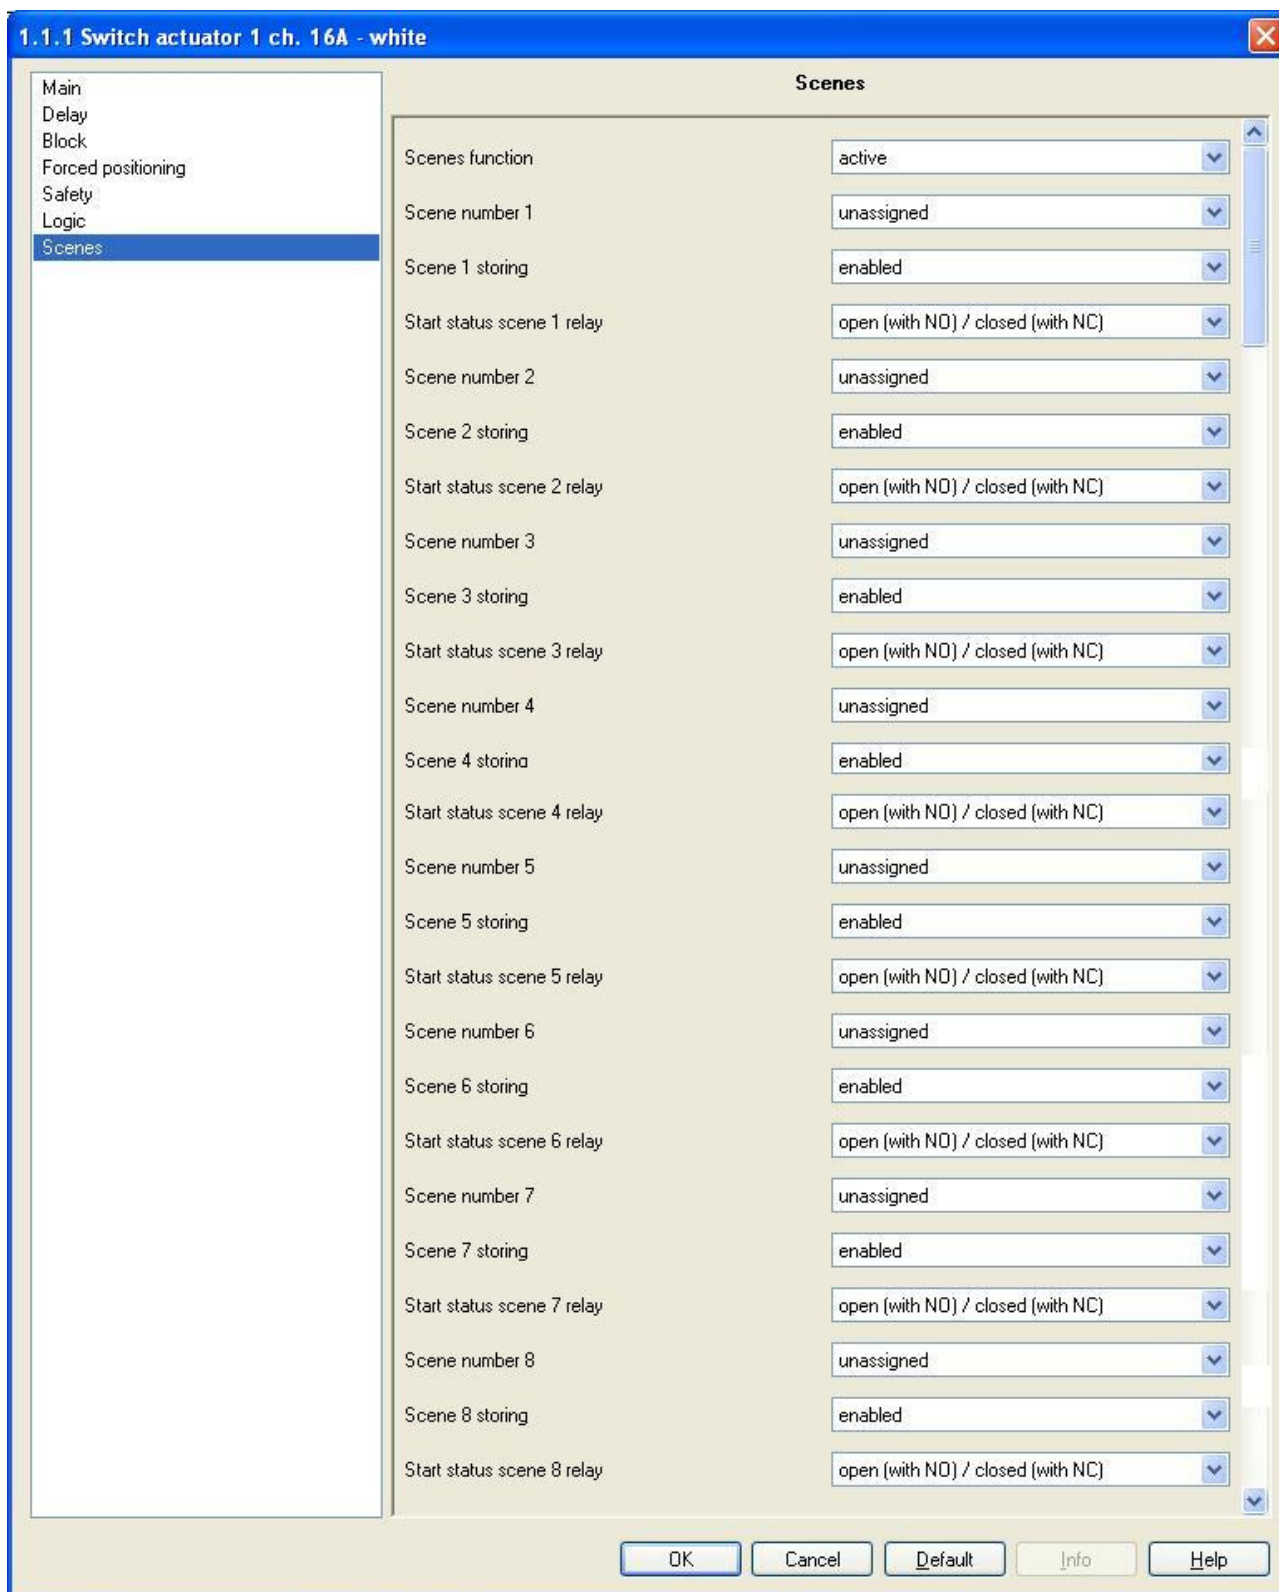 1.1.1 Switch actuator 1 ch. 16A - white
Main
Delay
Block
Forced positioning
Safety
Logic
Scenes
Scenes
Scenes function active
Scene number 1 unassigned
Scene 1 storing enabled
Start status scene 1 relay open (with NO) / closed (with NC)
Scene number 2 unassigned
Scene 2 storing enabled
Start status scene 2 relay open (with NO) / closed (with NC)
Scene number 3 unassigned
Scene 3 storing enabled
Start status scene 3 relay open (with NO) / closed (with NC)
Scene number 4 unassigned
Scene 4 storing enabled
Start status scene 4 relay open (with NO) / closed (with NC)
Scene number 5 unassigned
Scene 5 storing enabled
Start status scene 5 relay open (with NO) / closed (with NC)
Scene number 6 unassigned
Scene 6 storing enabled
Start status scene 6 relay open (with NO) / closed (with NC)
Scene number 7 unassigned
Scene 7 storing enabled
Start status scene 7 relay open (with NO) / closed (with NC)
Scene number 8 unassigned
Scene 8 storing enabled
Start status scene 8 relay open (with NO) / closed (with NC)
OK Cancel Default Info Help